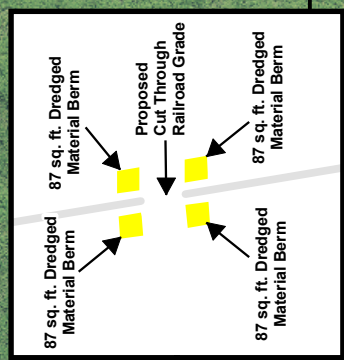 87 sq. ft. Dredged
Material Berm
87 sq. ft. Dredged
Material Berm
Proposed
Cut Through
Railroad Grade
87 sq. ft. Dredged
Material Berm
87 sq. ft. Dredged
Material Berm